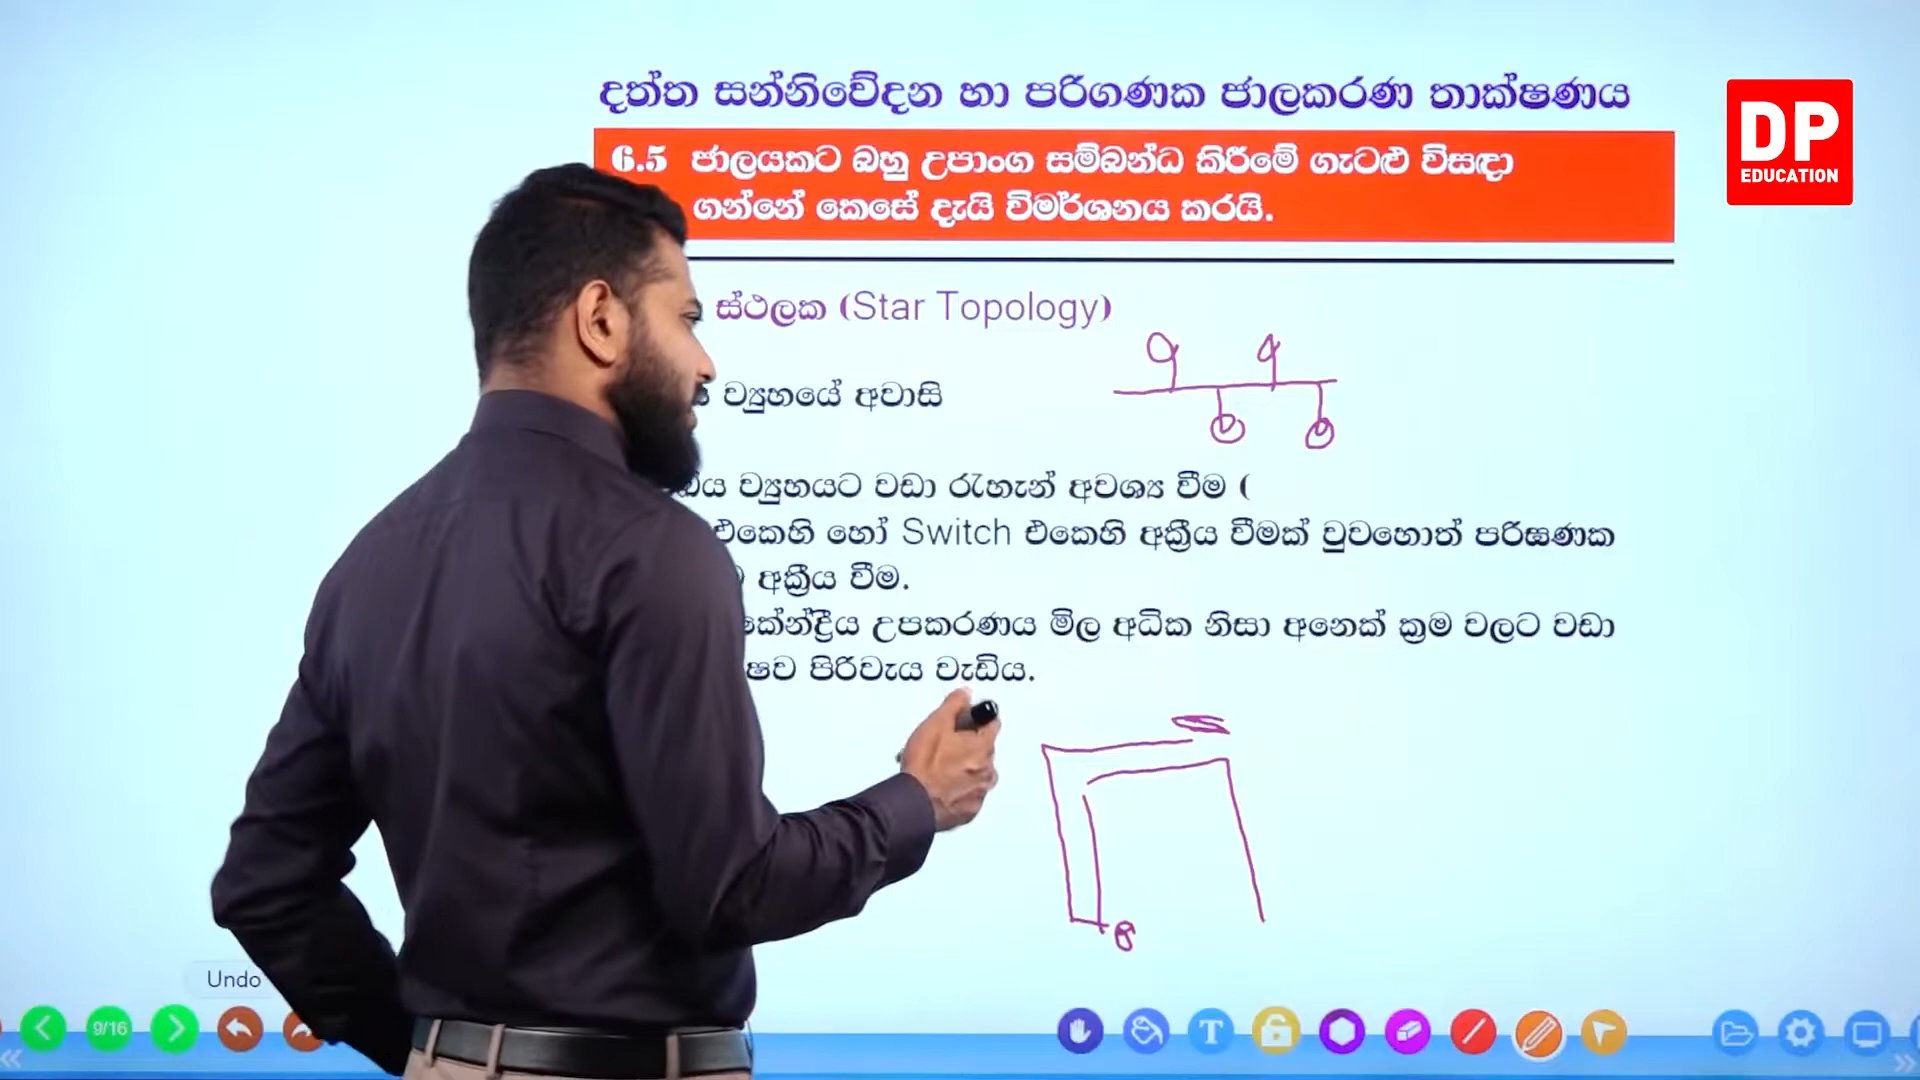 දත්ත සන්නිවේදන හා පරිගණක ජාලකරණ තාක්ෂණය
DP
EDUCATION
6.5 ජාලයකට බහු උපාංග සම්බන්ධ කිරීමේ ගැටළු විසඳා
ගන්නේ කෙසේ දැයි විමර්ශනය කරයි.
ස්ථලක (Star Topology)
ව්‍යුහයේ අවාසි
ව්‍යුහයට වඩා රැහැන් අවශ්‍ය වීම (
එකෙහි හෝ Switch එකෙහි අක්‍රීය වීමක් වුවහොත් පරිඝණක
අක්‍රීය වීම.
උපකරණය මිල අධික නිසා අනෙක් ක්‍රම වලට වඩා
පිරිවැය වැඩිය.
Undo
9/16
T